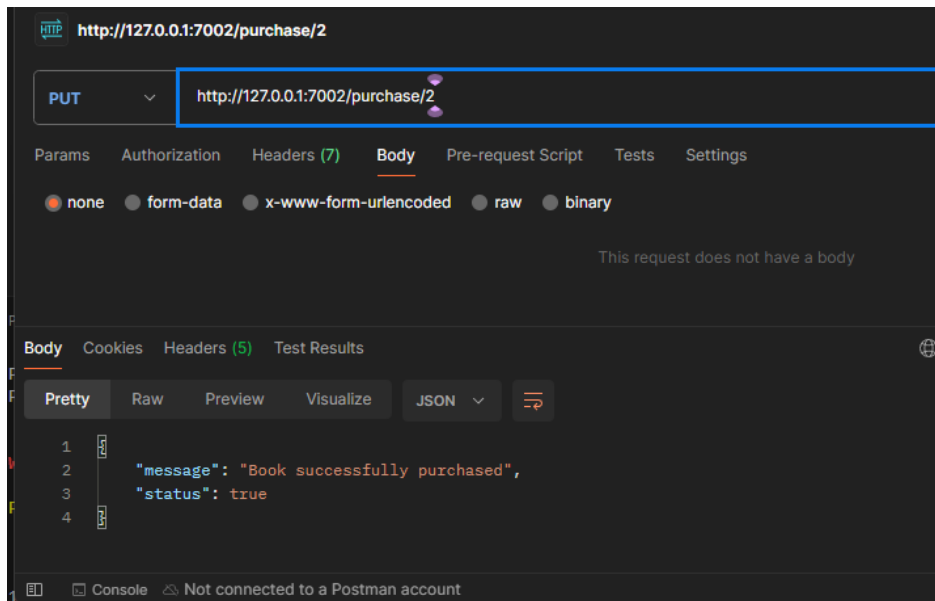 HTTP http://127.0.0.1:7002/purchase/2
PUT http://127.0.0.1:7002/purchase/2
Params Authorization Headers (7) Body Pre-request Script Tests Settings
none form-data x-www-form-urlencoded raw binary
This request does not have a body
Body Cookies Headers (5) Test Results
Pretty Raw Preview Visualize JSON
1 {
2 "message": "Book successfully purchased",
3 "status": true
4 }
Console Not connected to a Postman account